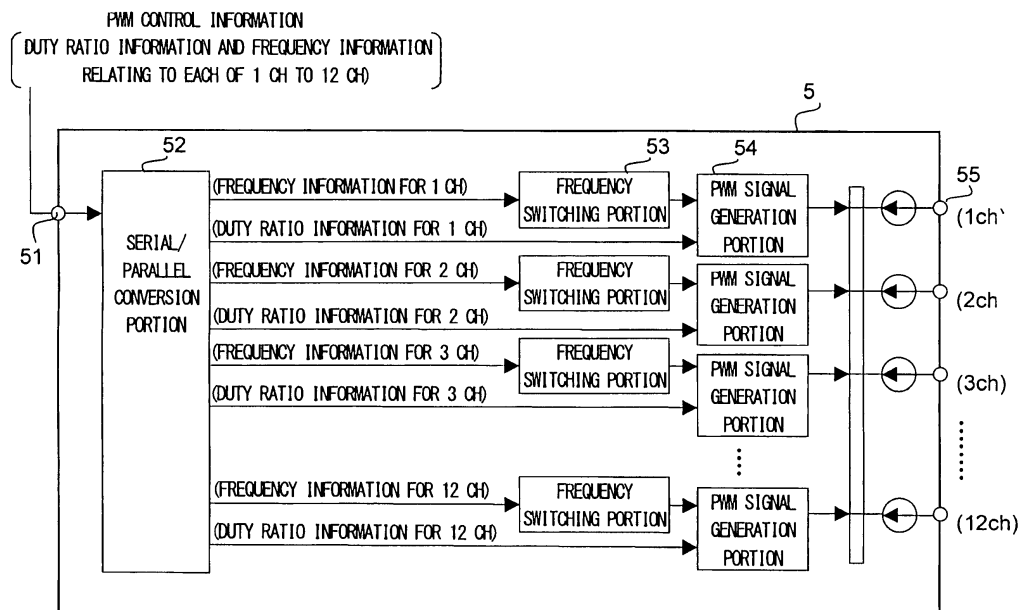 PWM CONTROL INFORMATION
DUTY RATIO INFORMATION AND FREQUENCY INFORMATION
RELATING TO EACH OF 1 CH TO 12 CH)
5
52
53
54
55
51
SERIAL/
PARALLEL
CONVERSION
PORTION
(FREQUENCY INFORMATION FOR 1 CH)
FREQUENCY
SWITCHING PORTION
PWM SIGNAL
GENERATION
PORTION
(1ch`
(DUTY RATIO INFORMATION FOR 1 CH)
(FREQUENCY INFORMATION FOR 2 CH)
FREQUENCY
SWITCHING PORTION
PWM SIGNAL
GENERATION
PORTION
(2ch
(DUTY RATIO INFORMATION FOR 2 CH)
(FREQUENCY INFORMATION FOR 3 CH)
FREQUENCY
SWITCHING PORTION
PWM SIGNAL
GENERATION
PORTION
(3ch)
(DUTY RATIO INFORMATION FOR 3 CH)
(FREQUENCY INFORMATION FOR 12 CH)
FREQUENCY
SWITCHING PORTION
PWM SIGNAL
GENERATION
PORTION
(12ch)
(DUTY RATIO INFORMATION FOR 12 CH)